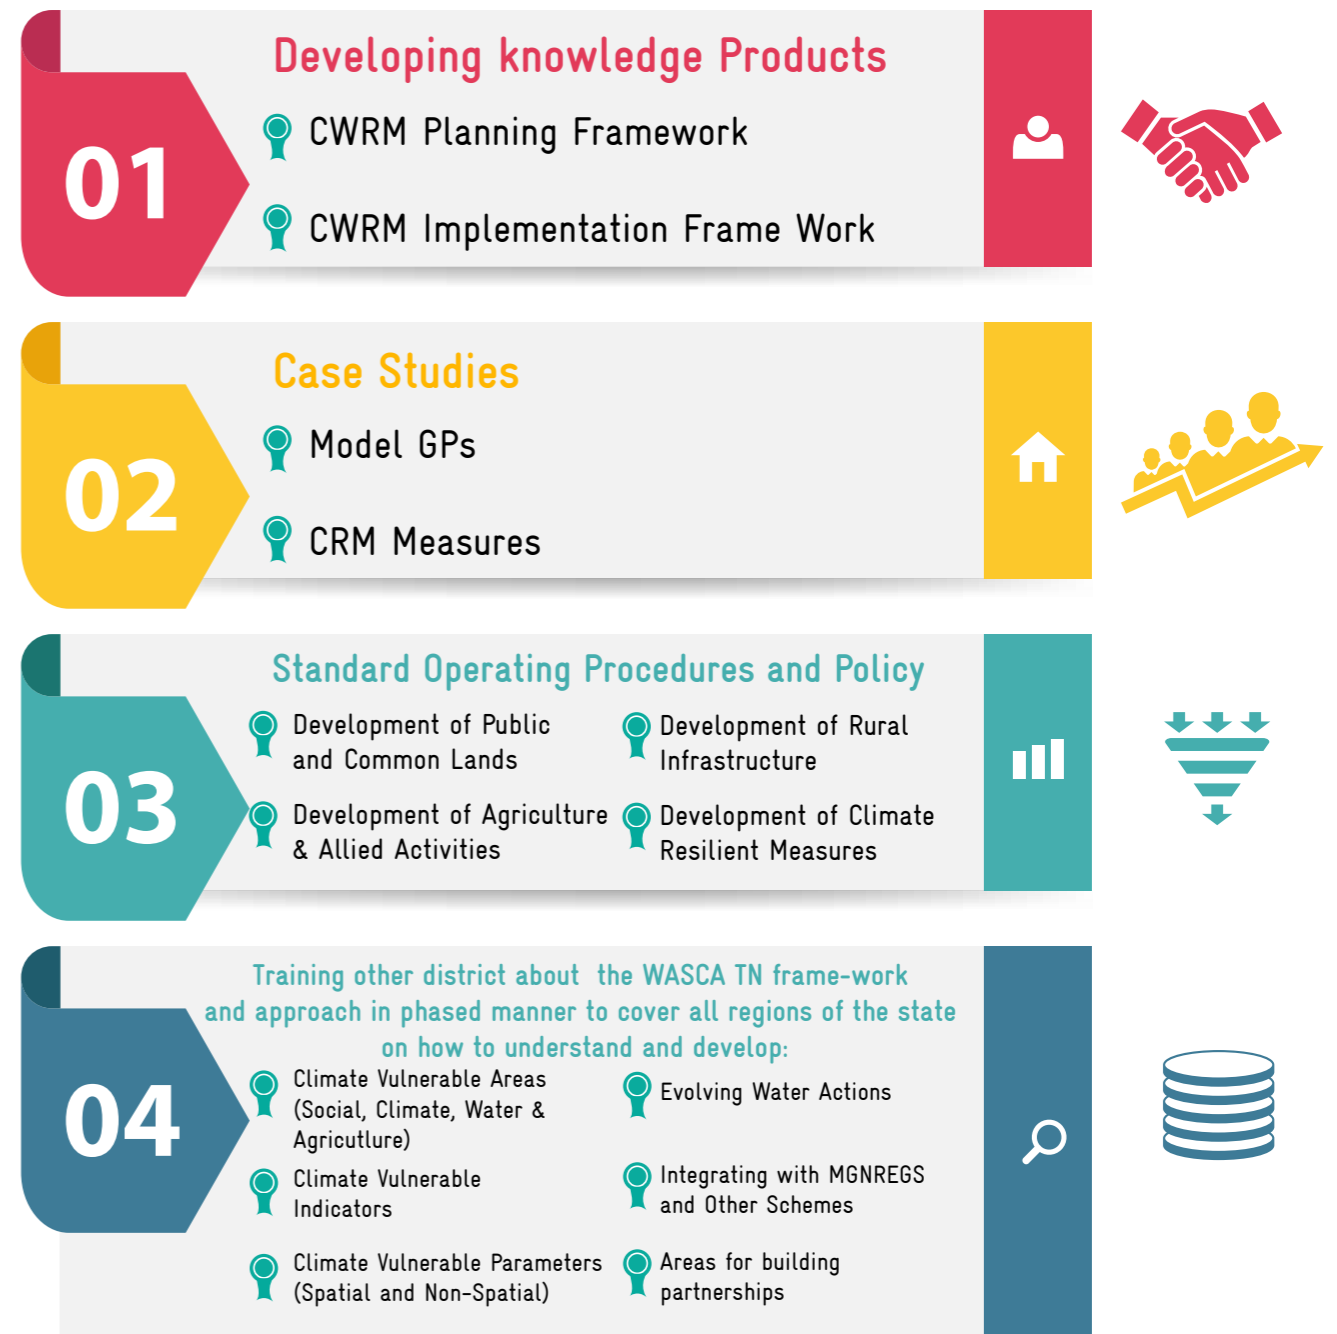 01
Developing knowledge Products
CWRM Planning Framework
CWRM Implementation Frame Work
02
Case Studies
Model GPs
CRM Measures
03
Standard Operating Procedures and Policy
Development of Public
and Common Lands
Development of Agriculture
& Allied Activities
Development of Rural
Infrastructure
Development of Climate
Resilient Measures
04
Training other district about the WASCA TN frame-work
and approach in phased manner to cover all regions of the state
on how to understand and develop:
Climate Vulnerable Areas
(Social, Climate, Water &
Agricutlure)
Climate Vulnerable
Indicators
Climate Vulnerable Parameters
(Spatial and Non-Spatial)
Evolving Water Actions
Integrating with MGNREGS
and Other Schemes
Areas for building
partnerships